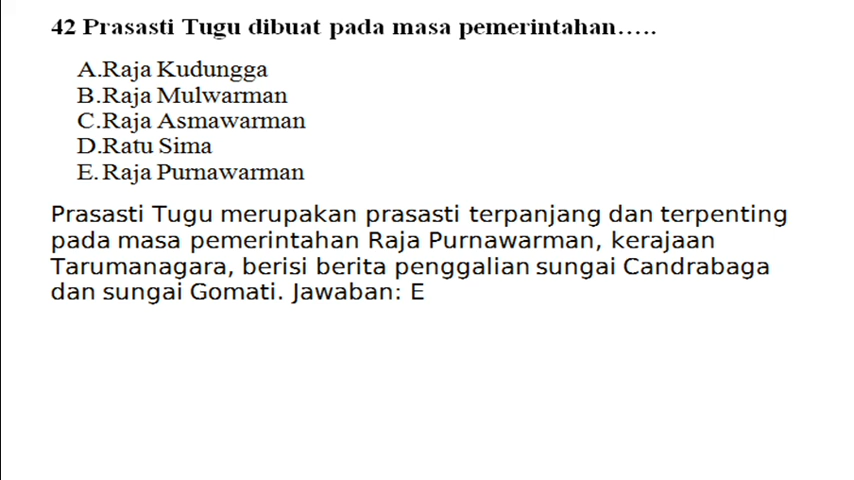 42 Prasasti Tugu dibuat pada masa pemerintahan.....
A.Raja Kudungga
B.Raja Mulwarman
C.Raja Asmawarman
D.Ratu Sima
E.Raja Purnawarman
Prasasti Tugu merupakan prasasti terpanjang dan terpenting
pada masa pemerintahan Raja Purnawarman, kerajaan
Tarumanagara, berisi berita penggalian sungai Candrabaga
dan sungai Gomati. Jawaban: E